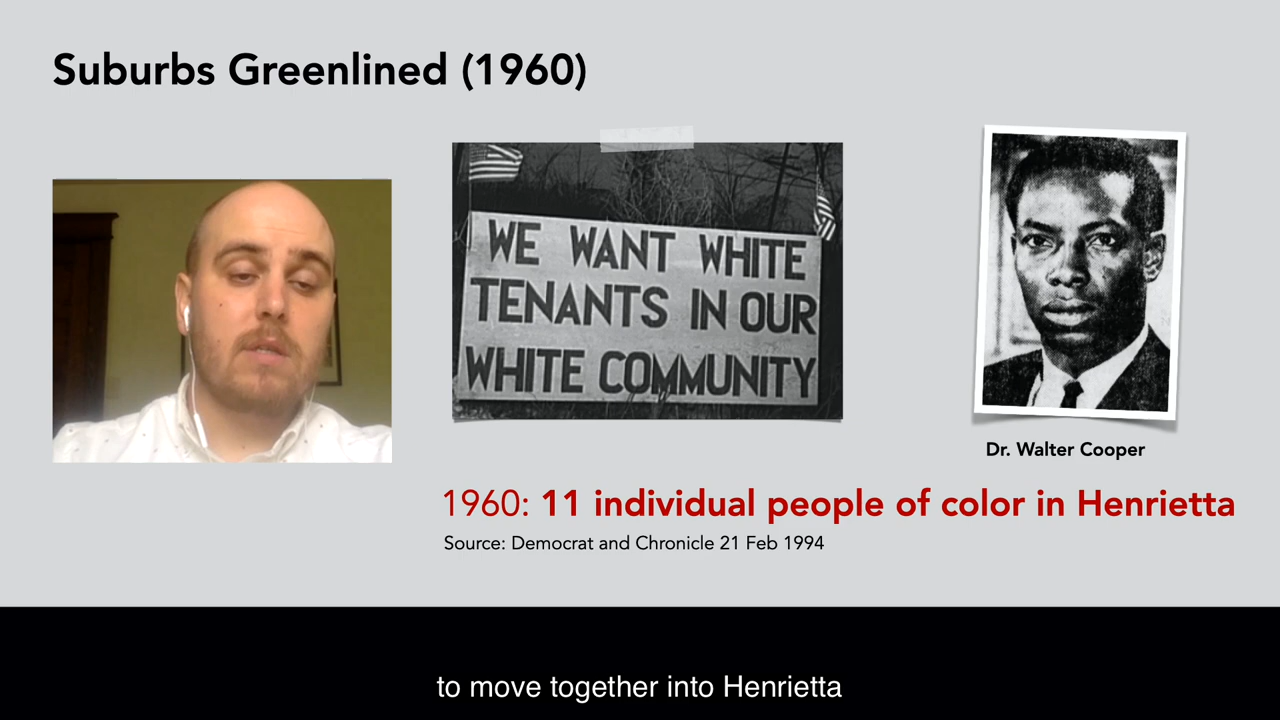 Suburbs Greenlined (1960)
WE WANT WHITE
TENANTS IN OUR
WHITE COMMUNITY
Dr. Walter Cooper
1960: 11 individual people of color in Henrietta
Source: Democrat and Chronicle 21 Feb 1994
to move together into Henrietta